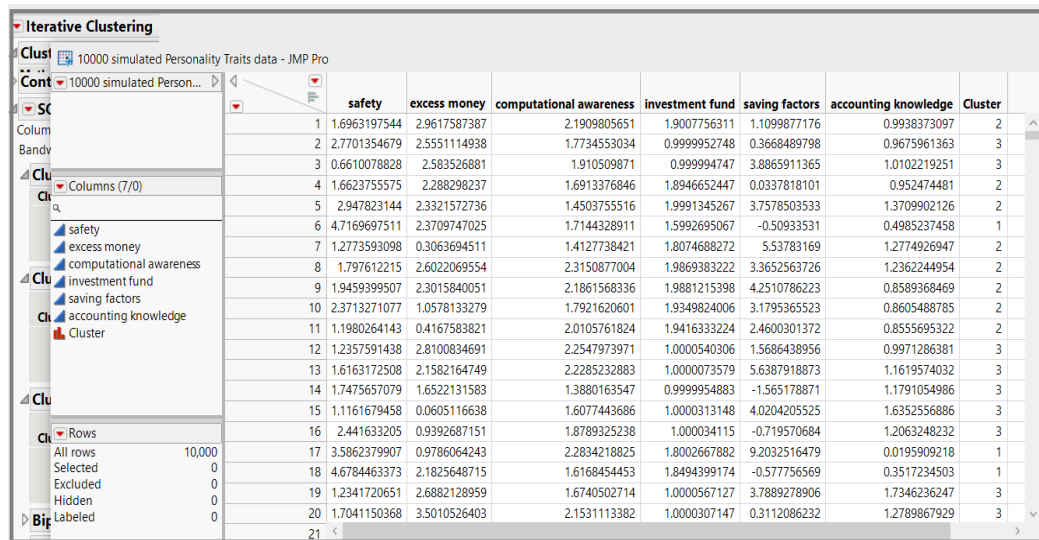 Iterative Clustering
Clust
10000 simulated Personality Traits data - JMP Pro
Cont
10000 simulated Person...
SO
Colum
Bandw
Clu
Clu
Clu
Clu
Clu
Clu
Bip
Columns (7/0)
safety
excess money
computational awareness
investment fund
saving factors
accounting knowledge
Cluster
Rows
All rows 10,000
Selected 0
Excluded 0
Hidden 0
Labeled 0
safety excess money computational awareness investment fund saving factors accounting knowledge Cluster
1 1.6963197544 2.9617587387 2.1909805651 1.9007756311 1.1099877176 0.9938373097 2
2 2.7701354679 2.5551114938 1.7734553034 0.9999952748 0.3668489798 0.9675961363 3
3 0.6610078828 2.583526881 1.910509871 0.999994747 3.8865911365 1.0102219251 3
4 1.6623755575 2.288298237 1.6913376846 1.8946652447 0.0337818101 0.952474481 2
5 2.947823144 2.3321572736 1.4503755516 1.9991345267 3.7578503533 1.3709902126 2
6 4.7169697511 2.3709747025 1.7144328911 1.5992695067 -0.50933531 0.4985237458 1
7 1.2773593098 0.3063694511 1.4127738421 1.8074688272 5.53783169 1.2774926947 2
8 1.797612215 2.6022069554 2.3150877004 1.9869383222 3.3652563726 1.2362244954 2
9 1.9459399507 2.3015840051 2.1861568336 1.9881215398 4.2510786223 0.8589368469 2
10 2.3713271077 1.0578133279 1.7921620601 1.9349824006 3.1795365523 0.8605488785 2
11 1.1980264143 0.4167583821 2.0105761824 1.9416333224 2.4600301372 0.8555695322 2
12 1.2357591438 2.8100834691 2.2547973971 1.0000540306 1.5686438956 0.9971286381 3
13 1.6163172508 2.1582164749 2.2285232883 1.0000073579 5.6387918873 1.1619574032 3
14 1.7475657079 1.6522131583 1.3880163547 0.9999954883 -1.565178871 1.1791054986 3
15 1.1161679458 0.0605116638 1.6077443686 1.0000313148 4.0204205525 1.6352556886 3
16 2.441633205 0.9392687151 1.8789325238 1.000034115 -0.719570684 1.2063248232 3
17 3.5862379907 0.9786064243 2.2834218825 1.8002667882 9.2032516479 0.0195909218 1
18 4.6784463373 2.1825648715 1.6168454453 1.8494399174 -0.577756569 0.3517234503 1
19 1.2341720651 2.6882128959 1.6740502714 1.0000567127 3.7889278906 1.7346236247 3
20 1.7041150368 3.5010526403 2.1531113382 1.0000307147 0.3112086232 1.2789867929 3
21